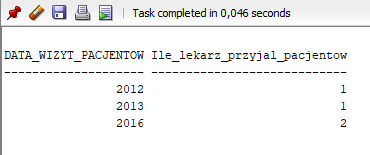 Task completed in 0,046 seconds
DATA_WIZYT_PACJENTOW Ile_lekarz_przyjal_pacjentow
-------------------- ----------------------------
2012 1
2013 1
2016 2